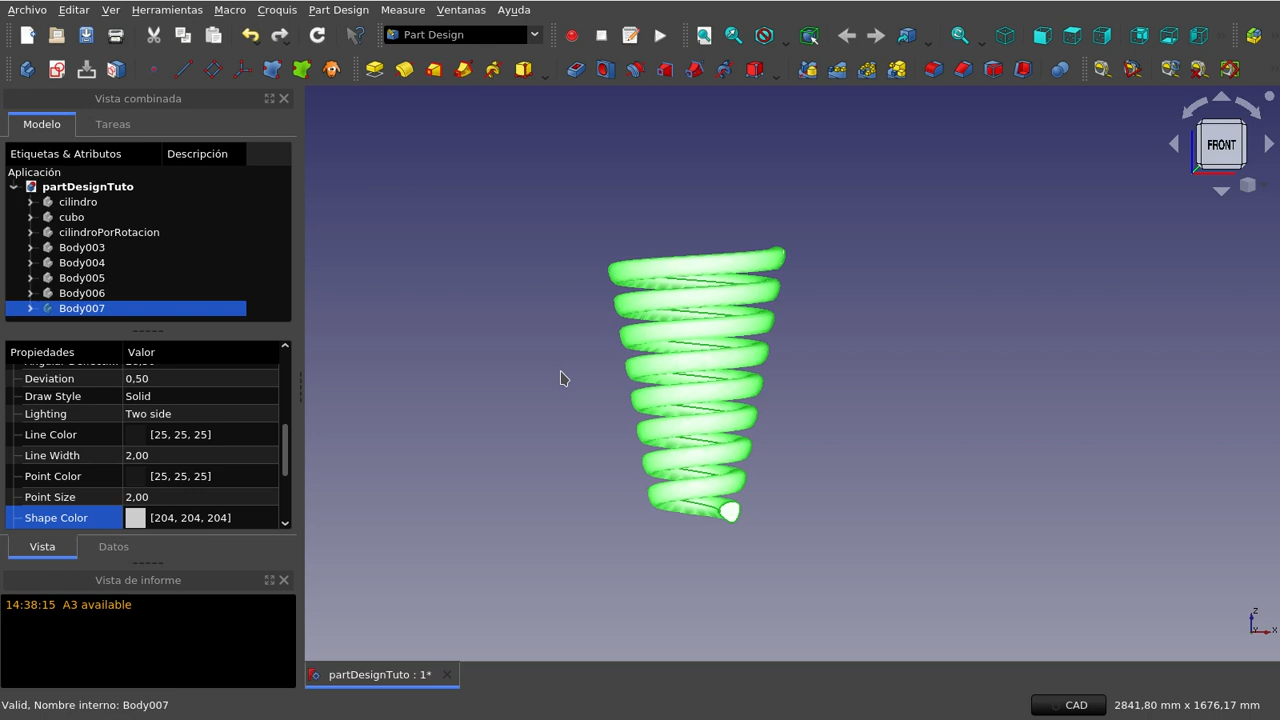 Archivo Editar Ver Herramientas Macro Croquis Part Design Measure Ventanas Ayuda
Part Design
Vista combinada
Modelo Tareas
Etiquetas & Atributos Descripción
Aplicación
partDesignTuto
cilindro
cubo
cilindroPorRotacion
Body003
Body004
Body005
Body006
Body007
Propiedades Valor
Deviation 0,50
Draw Style Solid
Lighting Two side
Line Color [25, 25, 25]
Line Width 2,00
Point Color [25, 25, 25]
Point Size 2,00
Shape Color [204, 204, 204]
Vista Datos
Vista de informe
14:38:15 A3 available
FRONT
Z
Y X
partDesignTuto : 1*
Valid, Nombre interno: Body007
CAD 2841,80 mm x 1676,17 mm